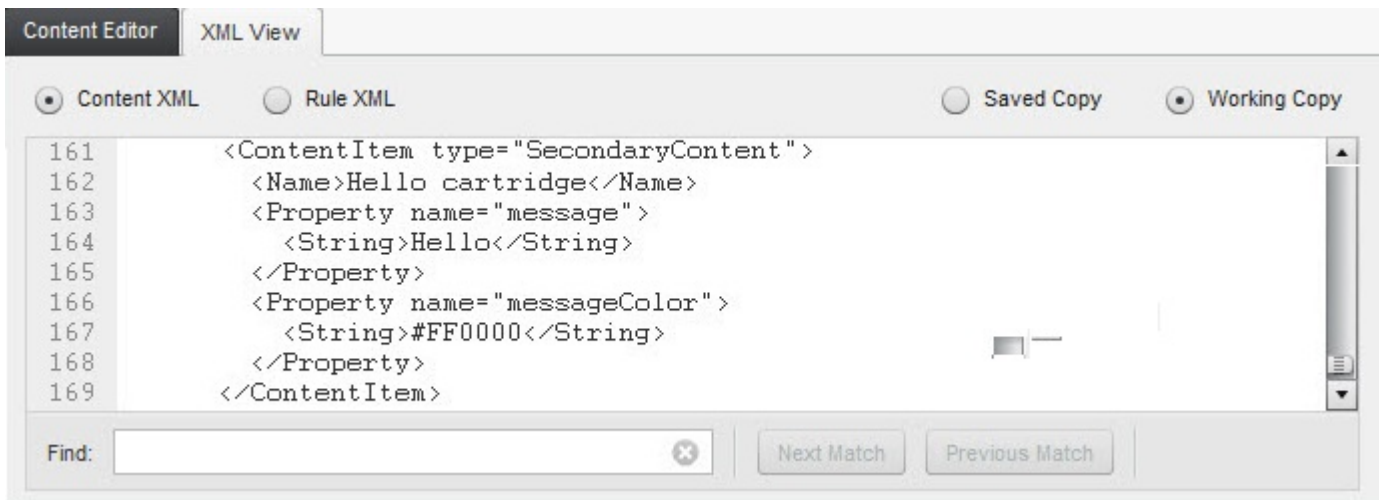 Content Editor XML View
Content XML Rule XML Saved Copy Working Copy
161 <ContentItem type="SecondaryContent">
162 <Name>Hello cartridge</Name>
163 <Property name="message">
164 <String>Hello</String>
165 </Property>
166 <Property name="messageColor">
167 <String>#FF0000</String>
168 </Property>
169 </ContentItem>
Find: Next Match Previous Match